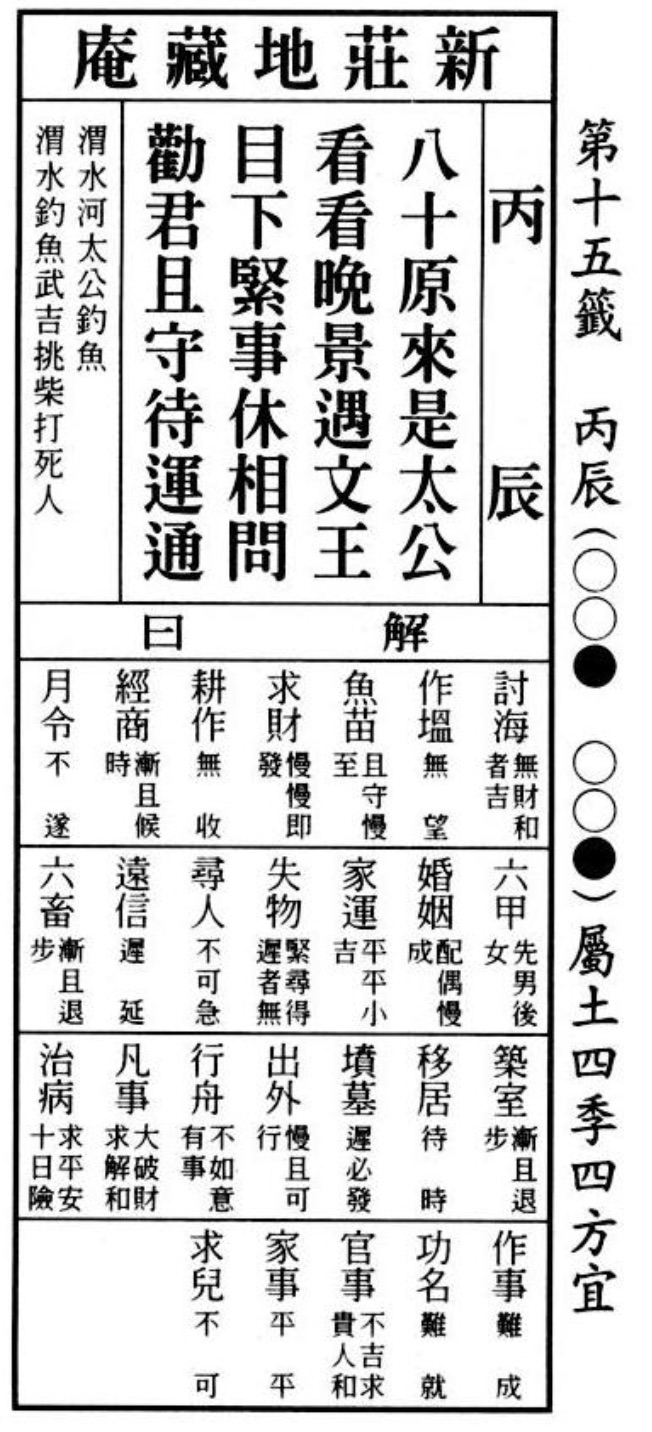 第十五籤 丙辰(○○● ○○●)屬土四季四方宜
新莊地藏庵
丙辰
八十原來是太公
看看晚景遇文王
目下緊事休相問
勸君且守待運通
渭水河太公釣魚
渭水釣魚武吉挑柴打死人
解曰
討海 無財和者吉
作塭 無望
魚苗 且守慢至
求財 慢慢即發
耕作 無收
經商 漸且候時
月令 不遂
六甲 先男後女
婚姻 配偶慢成
家運 平平小吉
失物 緊尋得遲者無
尋人 不可急
遠信 遲延
六畜 漸且退步
築室 漸且退步
移居 待時
墳墓 遲必發
出外 慢且可行
行舟 不如意有事
凡事 大破財求解和
治病 求平安十日險
作事 難成
功名 難就
官事 不吉求貴人和
家事 平平
求兒 不可